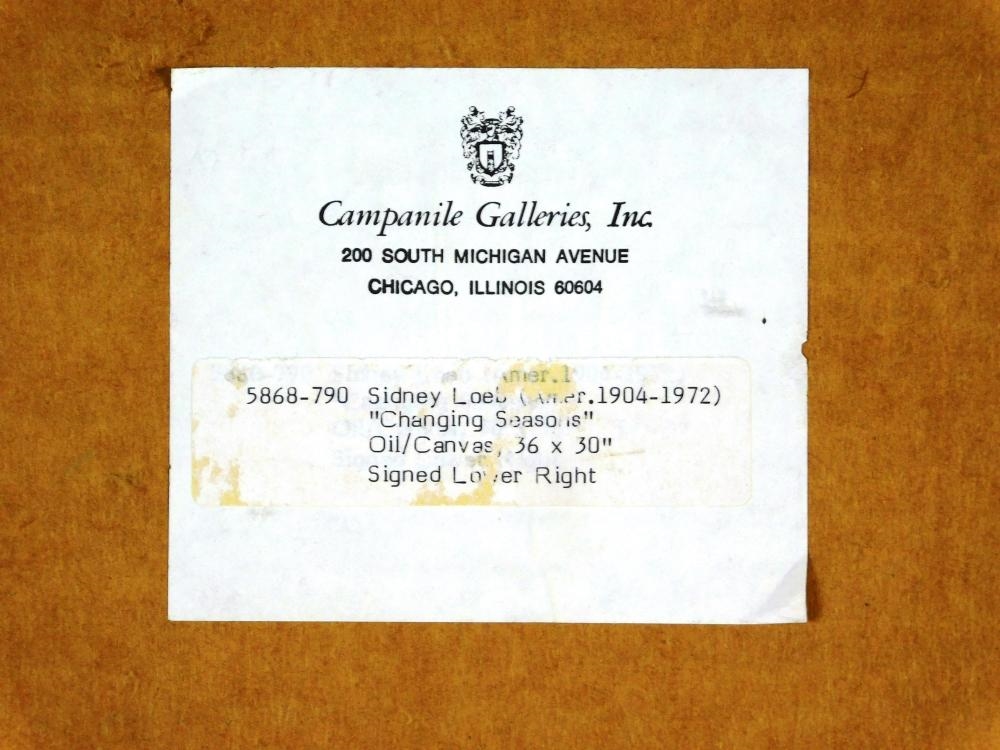 Campanile Galleries, Inc.
200 SOUTH MICHIGAN AVENUE
CHICAGO, ILLINOIS 60604
5868-790 Sidney Loeb (Amer.1904-1972)
"Changing Seasons"
Oil/Canvas, 36 x 30"
Signed Lower Right